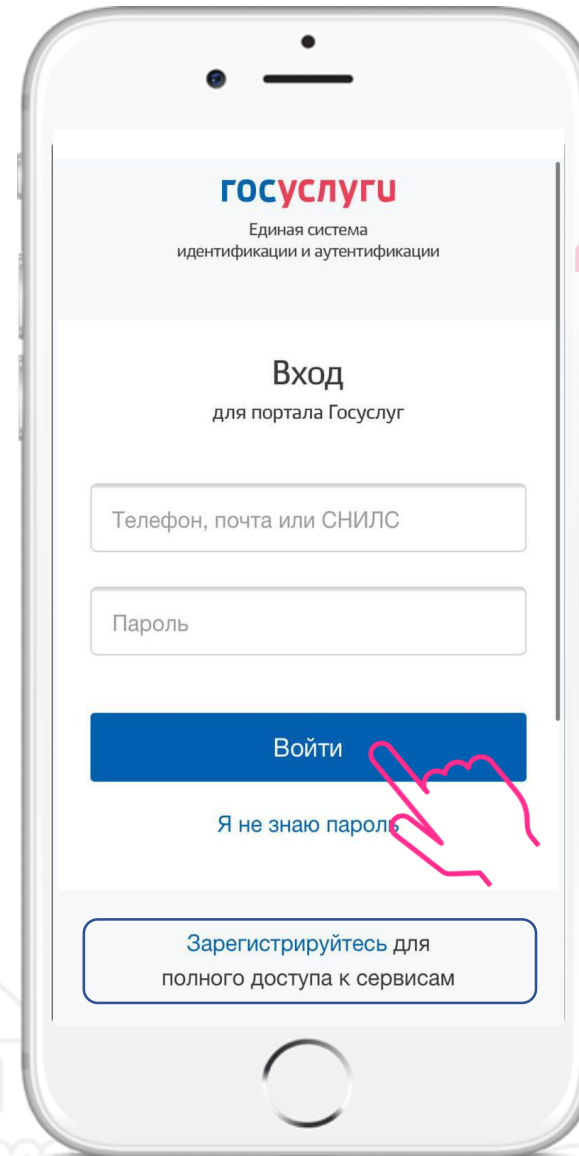 госуслуги
Единая система
идентификации и аутентификации
Вход
для портала Госуслуг
Телефон, почта или СНИЛС
Пароль
Войти
Я не знаю пароль
Зарегистрируйтесь для
полного доступа к сервисам